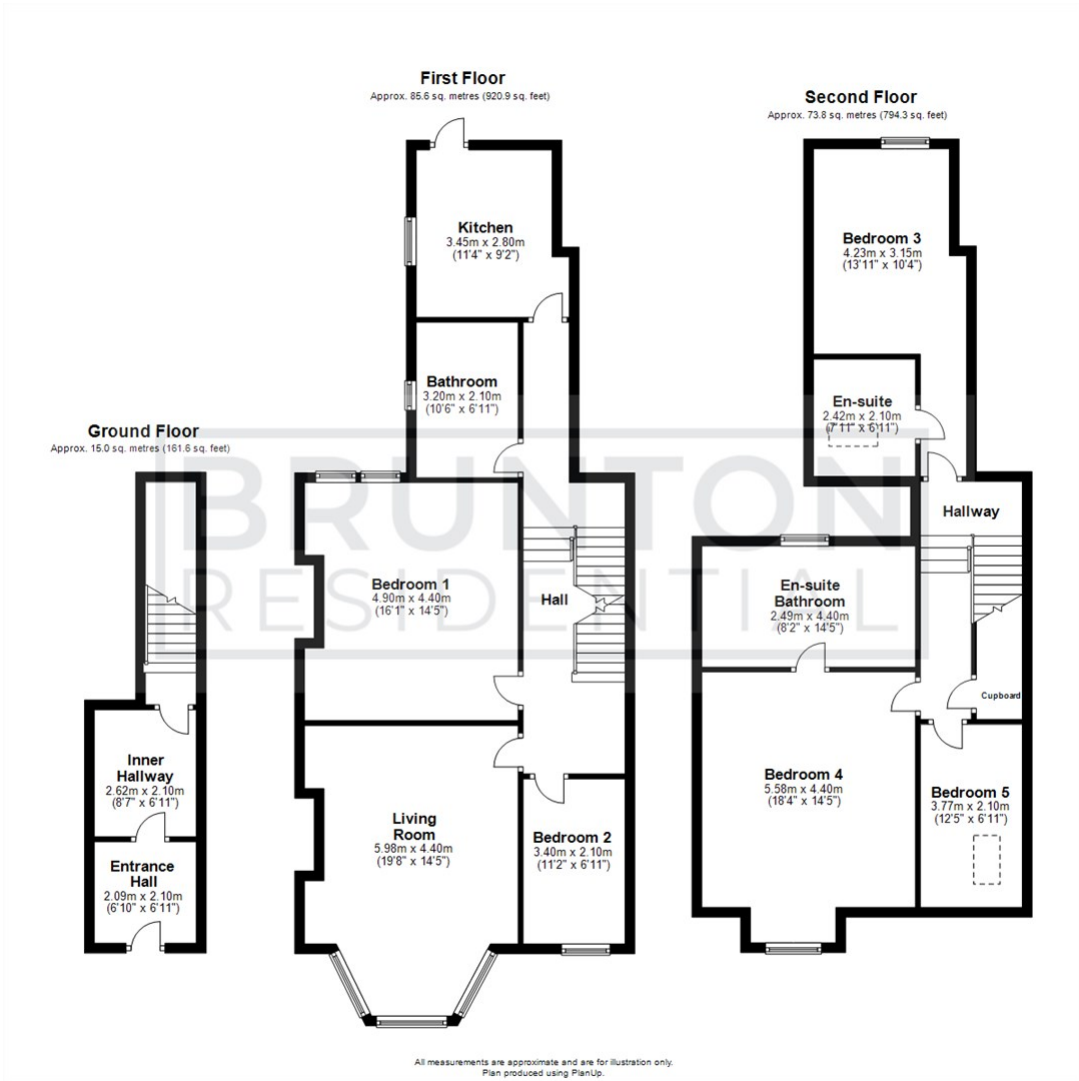 First Floor
Approx. 85.6 sq. metres (920.9 sq. feet)
Kitchen
3.45m x 2.80m
(11'4" x 9'2")
Bathroom
3.20m x 2.10m
(10'6" x 6'11")
Bedroom 1
4.90m x 4.40m
(16'1" x 14'5")
Hall
Living
Room
5.98m x 4.40m
(19'8" x 14'5")
Bedroom 2
3.40m x 2.10m
(11'2" x 6'11")
Second Floor
Approx. 73.8 sq. metres (794.3 sq. feet)
Bedroom 3
4.23m x 3.15m
(13'11" x 10'4")
En-suite
2.42m x 2.10m
(7'11" x 6'11")
Hallway
En-suite
Bathroom
2.49m x 4.40m
(8'2" x 14'5")
Cupboard
Bedroom 4
5.58m x 4.40m
(18'4" x 14'5")
Bedroom 5
3.77m x 2.10m
(12'5" x 6'11")
Ground Floor
Approx. 15.0 sq. metres (161.6 sq. feet)
Inner
Hallway
2.62m x 2.10m
(8'7" x 6'11")
Entrance
Hall
2.09m x 2.10m
(6'10" x 6'11")
BRUNTON
RESIDENTIAL
All measurements are approximate and are for illustration only.
Plan produced using PlanUp.